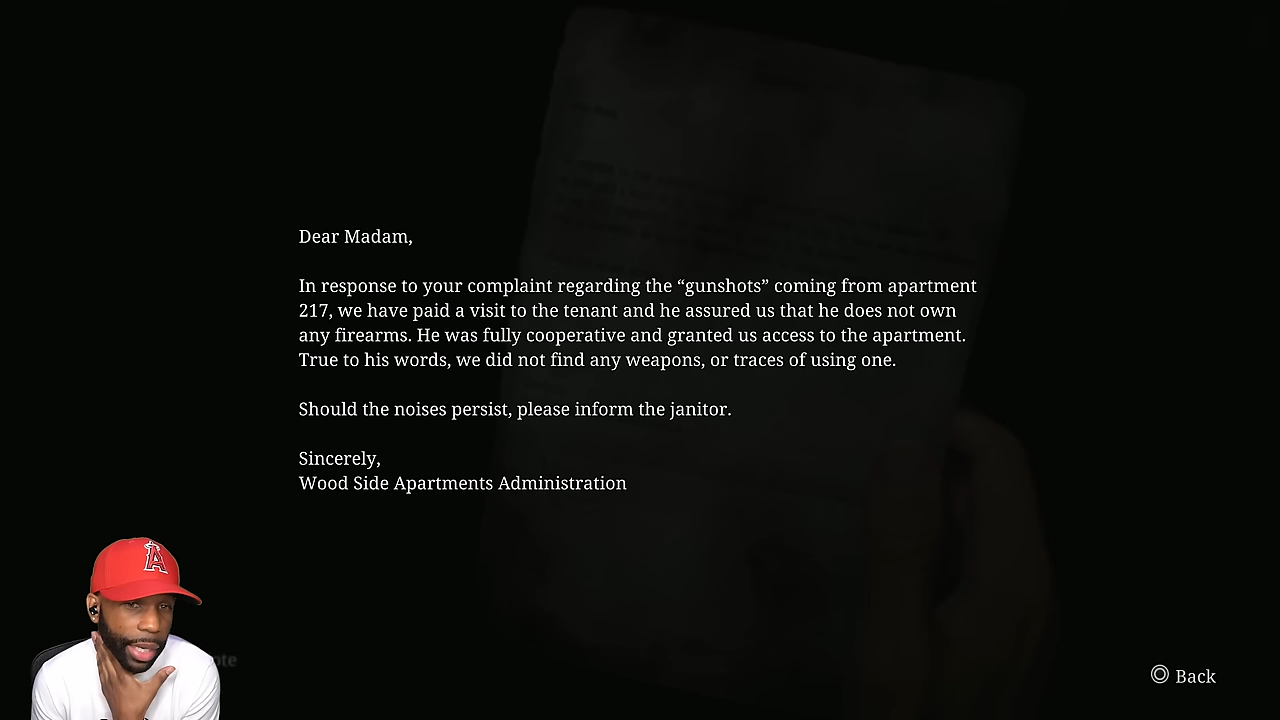 Dear Madam,
In response to your complaint regarding the “gunshots” coming from apartment
217, we have paid a visit to the tenant and he assured us that he does not own
any firearms. He was fully cooperative and granted us access to the apartment.
True to his words, we did not find any weapons, or traces of using one.
Should the noises persist, please inform the janitor.
Sincerely,
Wood Side Apartments Administration
A
Back